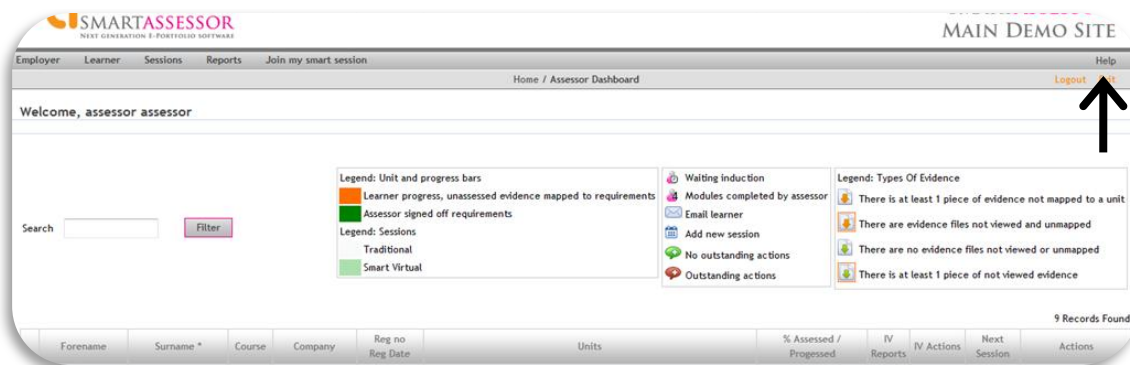 SMARTASSESSOR
NEXT GENERATION E-PORTFOLIO SOFTWARE
MAIN DEMO SITE
Employer Learner Sessions Reports Join my smart session Help
Home / Assessor Dashboard
Logout
Welcome, assessor assessor
Legend: Unit and progress bars
Learner progress, unassessed evidence mapped to requirements
Assessor signed off requirements
Legend: Sessions
Traditional
Smart Virtual
Waiting induction
Modules completed by assessor
Email learner
Add new session
No outstanding actions
Outstanding actions
Legend: Types Of Evidence
There is at least 1 piece of evidence not mapped to a unit
There are evidence files not viewed and unmapped
There are no evidence files not viewed or unmapped
There is at least 1 piece of not viewed evidence
Search Filter
9 Records Found
Forename Surname * Course Company Reg no Reg Date Units % Assessed / Progessed IV Reports IV Actions Next Session Actions